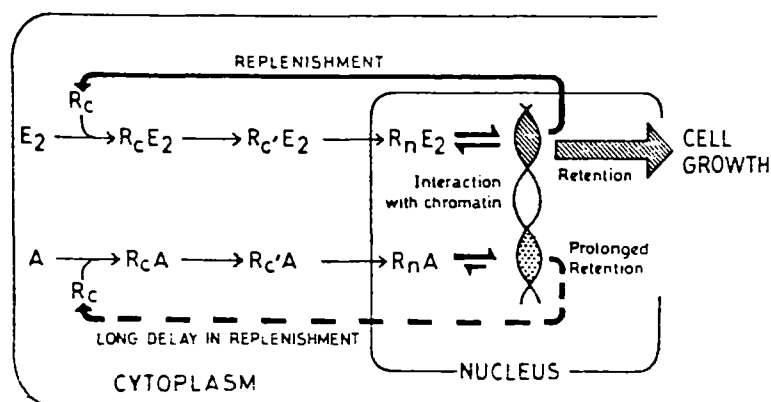 REPLENISHMENT
Rc
E2 → RcE2 → Rc'E2 → RnE2
CELL
GROWTH
Retention
Interaction
with chromatin
A → RcA → Rc'A → RnA
Prolonged
Retention
Rc
LONG DELAY IN REPLENISHMENT
CYTOPLASM
NUCLEUS